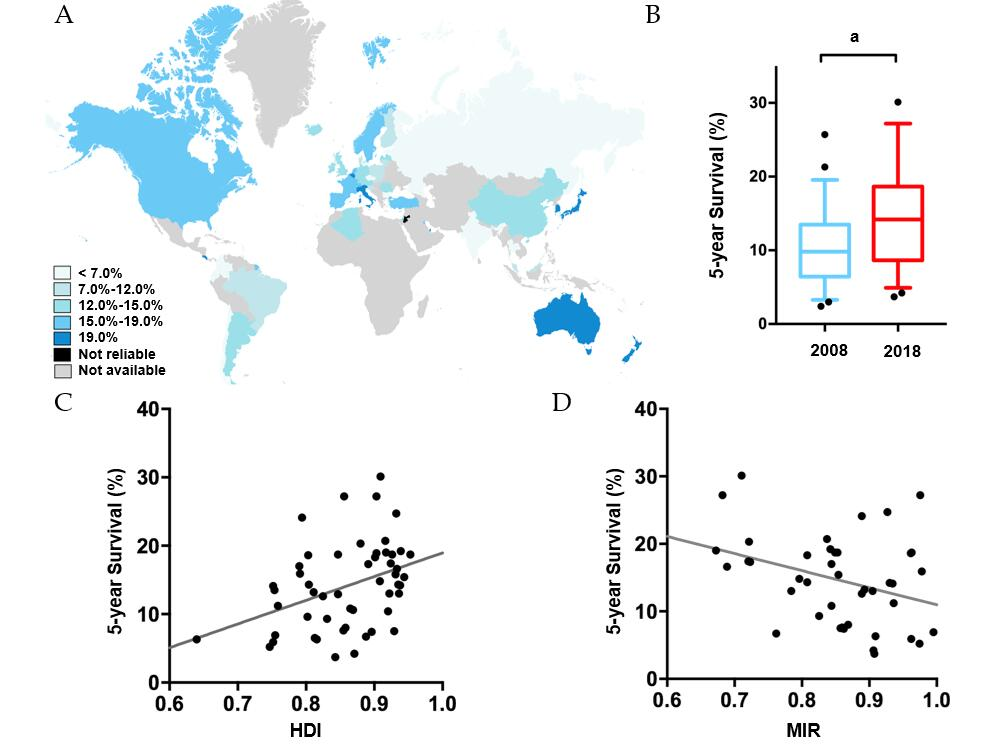 A
< 7.0%
7.0%-12.0%
12.0%-15.0%
15.0%-19.0%
19.0%
Not reliable
Not available
B
a
5-year Survival (%)
30
20
10
0
2008 2018
C
5-year Survival (%)
40
30
20
10
0
0.6 0.7 0.8 0.9 1.0
HDI
D
5-year Survival (%)
40
30
20
10
0
0.6 0.7 0.8 0.9 1.0
MIR